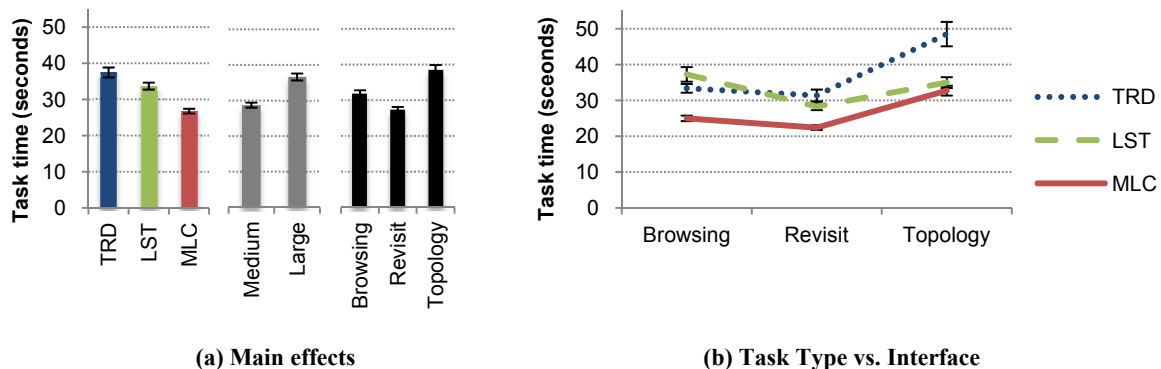 Task time (seconds)
50
40
30
20
10
0
TRD
LST
MLC
Medium
Large
Browsing
Revisit
Topology
(a) Main effects
Task time (sceonds)
50
40
30
20
10
0
Browsing
Revisit
Topology
TRD
LST
MLC
(b) Task Type vs. Interface